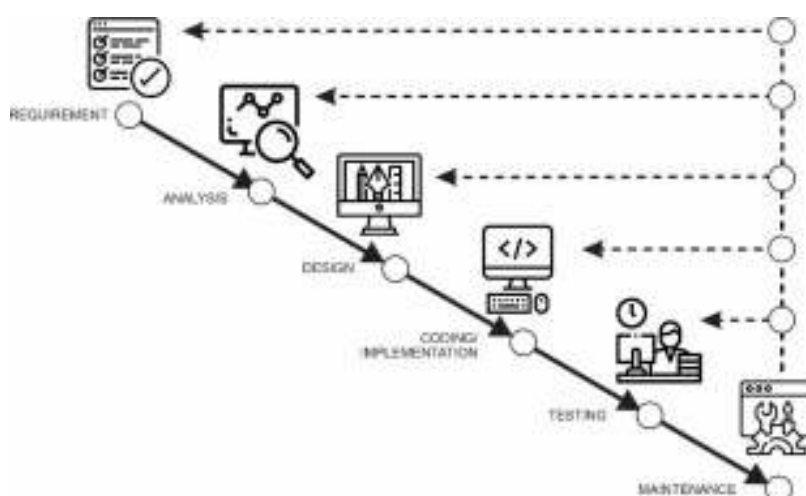 REQUIREMENT
ANALYSIS
DESIGN
</>
CODING/
IMPLEMENTATION
TESTING
MAINTENANCE